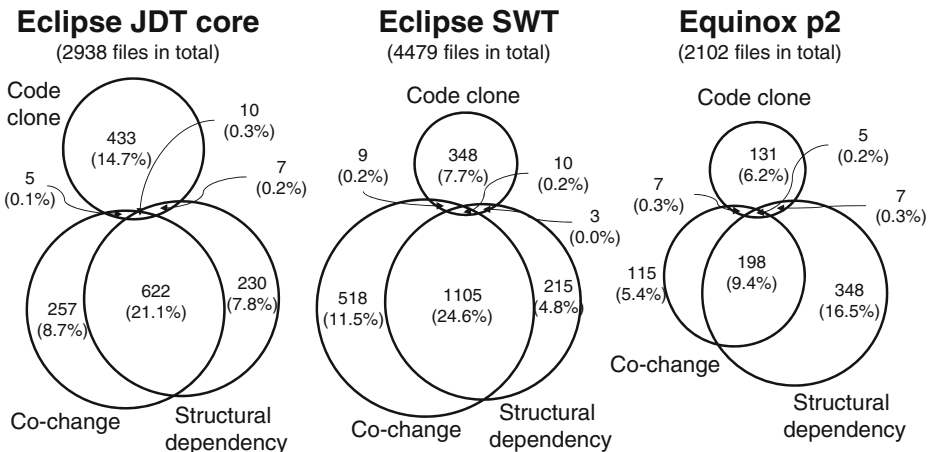 Eclipse JDT core
(2938 files in total)
Code
clone
433
(14.7%)
10
(0.3%)
5
(0.1%)
7
(0.2%)
257
(8.7%)
622
(21.1%)
230
(7.8%)
Co-change
Structural
dependency
Eclipse SWT
(4479 files in total)
Code clone
348
(7.7%)
9
(0.2%)
10
(0.2%)
3
(0.0%)
518
(11.5%)
1105
(24.6%)
215
(4.8%)
Co-change
Structural
dependency
Equinox p2
(2102 files in total)
Code clone
131
(6.2%)
5
(0.2%)
7
(0.3%)
7
(0.3%)
115
(5.4%)
198
(9.4%)
348
(16.5%)
Co-change
Structural
dependency